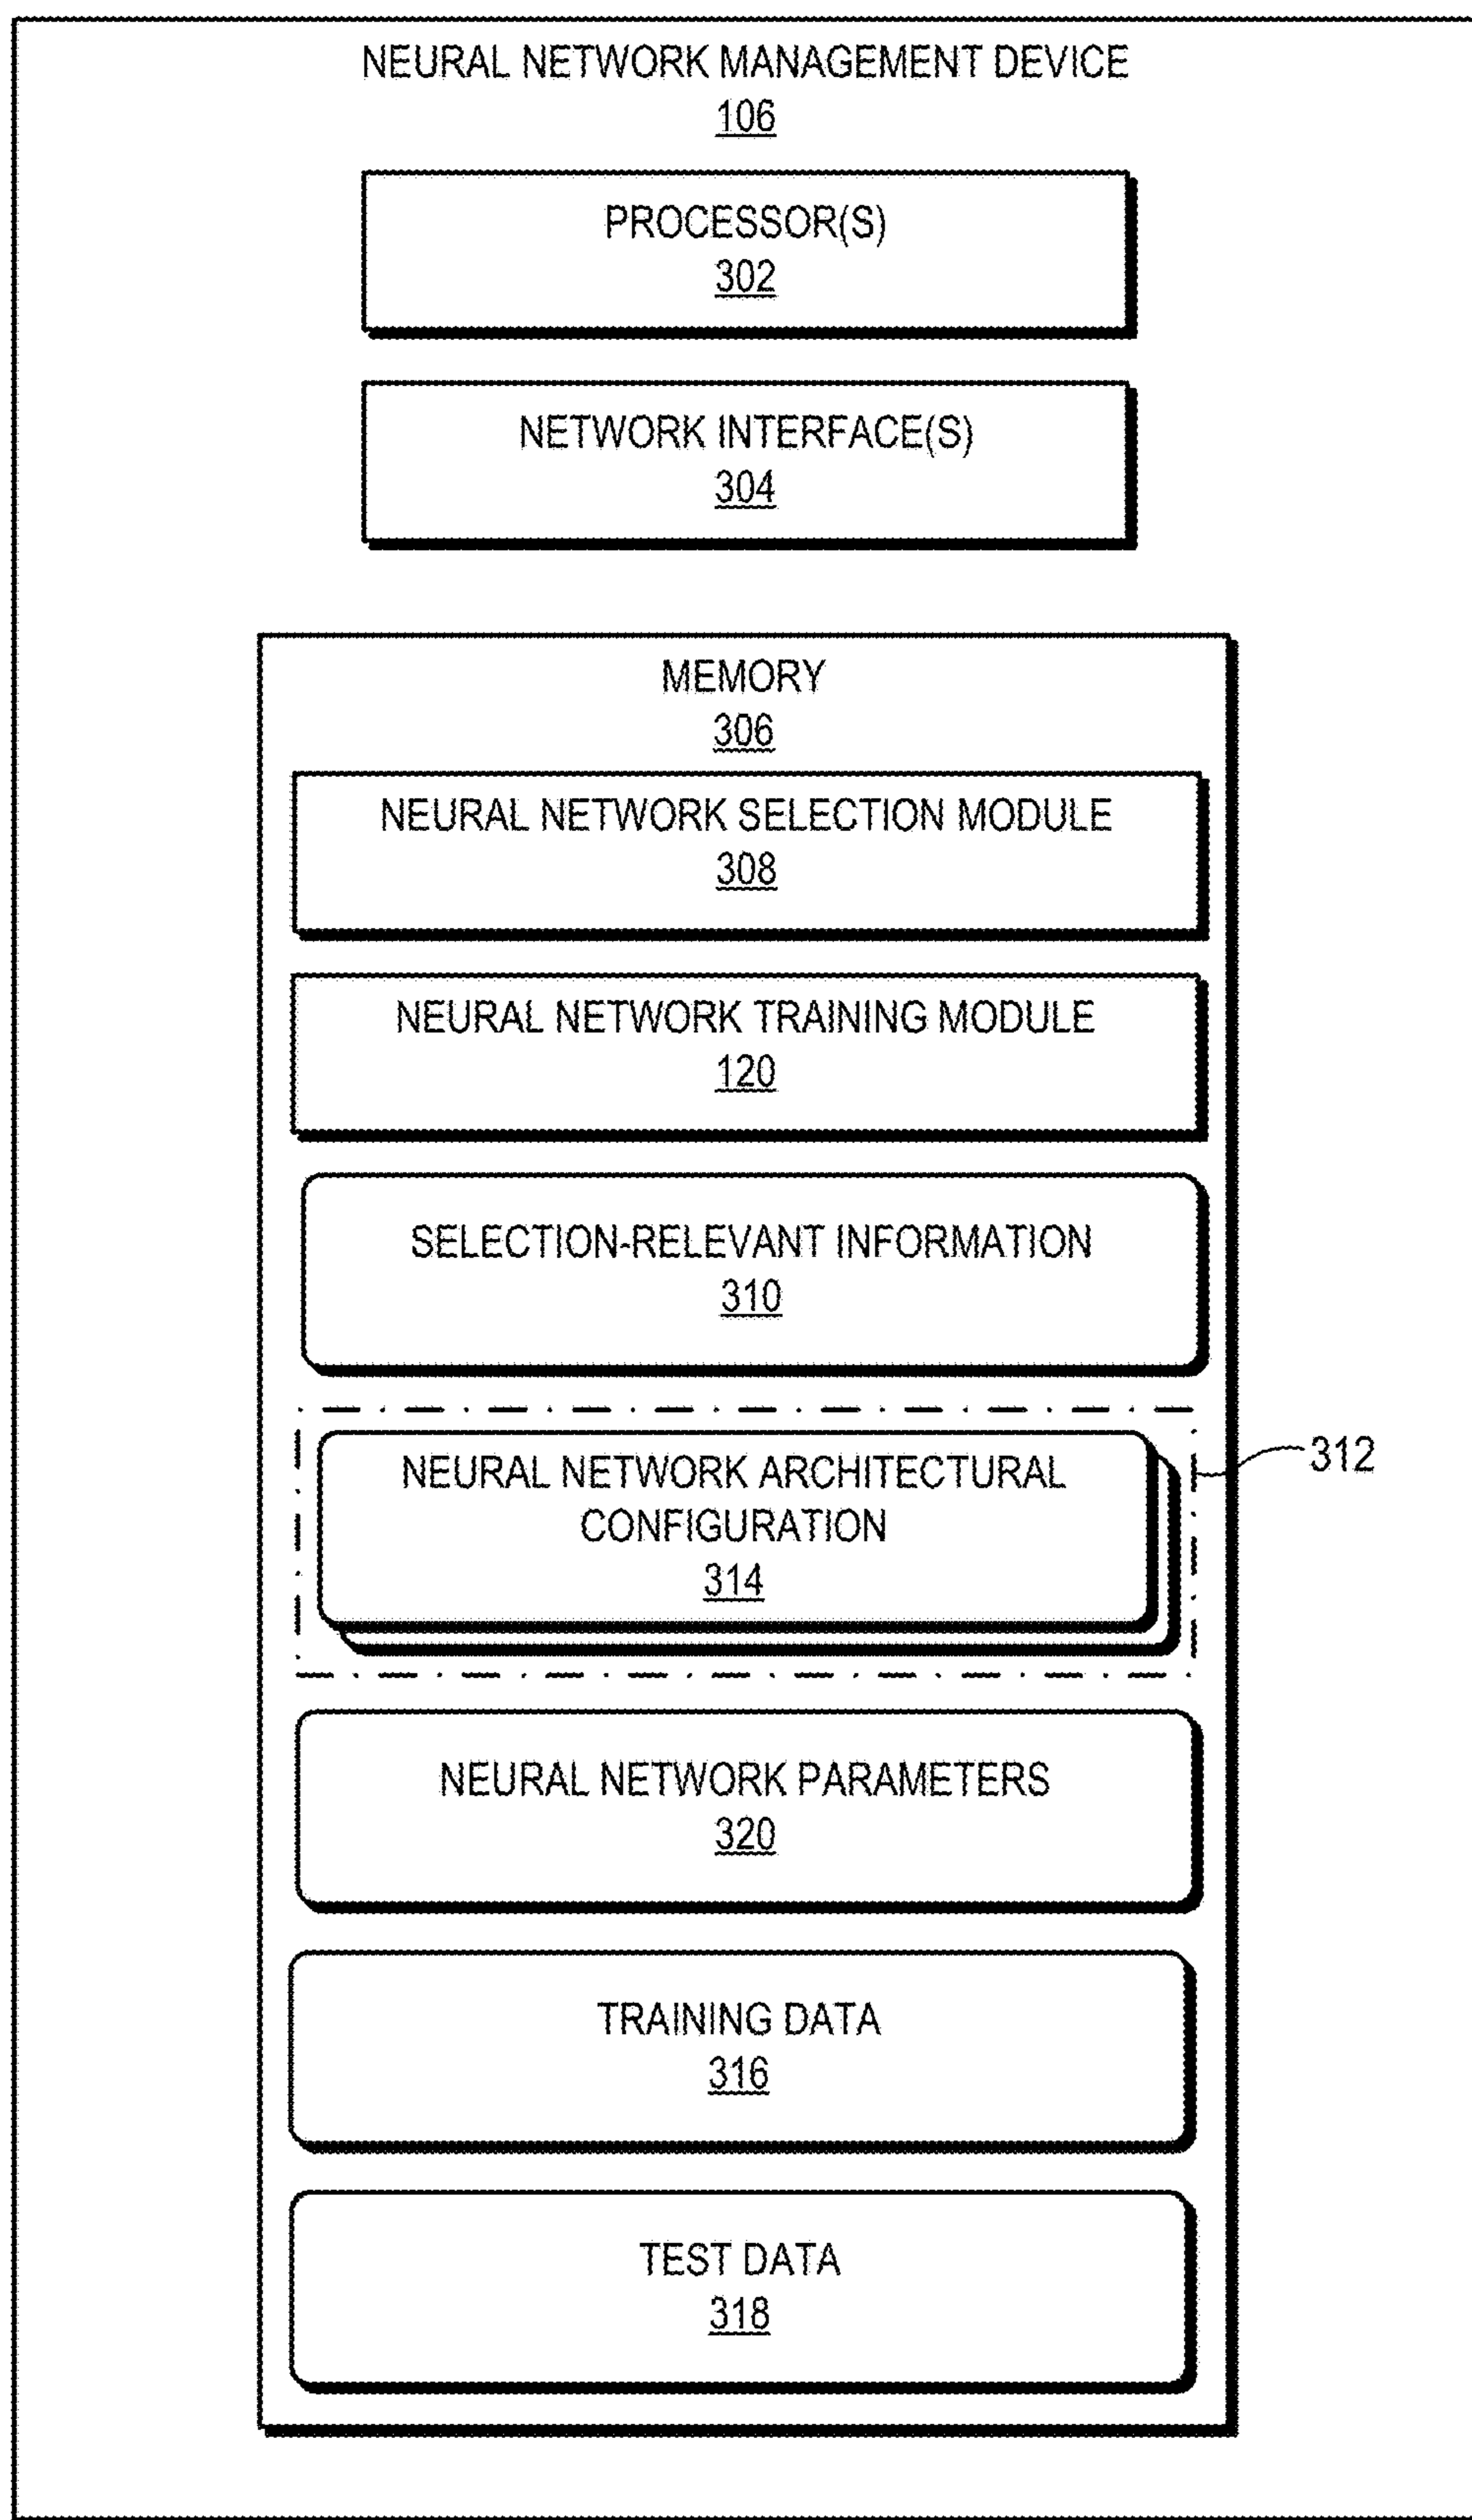 NEURAL NETWORK MANAGEMENT DEVICE
106
PROCESSOR(S)
302
NETWORK INTERFACE(S)
304
MEMORY
306
NEURAL NETWORK SELECTION MODULE
308
NEURAL NETWORK TRAINING MODULE
120
SELECTION-RELEVANT INFORMATION
310
312
NEURAL NETWORK ARCHITECTURAL
CONFIGURATION
314
NEURAL NETWORK PARAMETERS
320
TRAINING DATA
316
TEST DATA
318